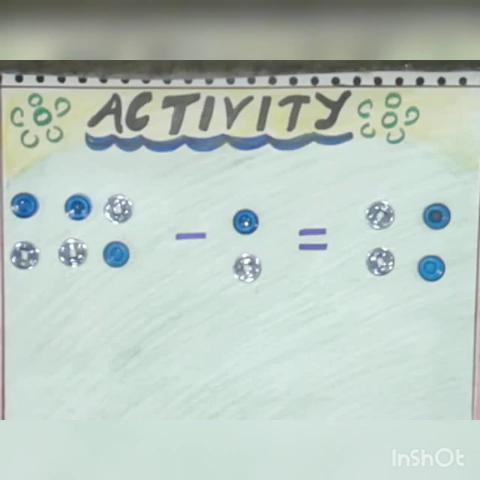 ACTIVITY
− =
InShOt